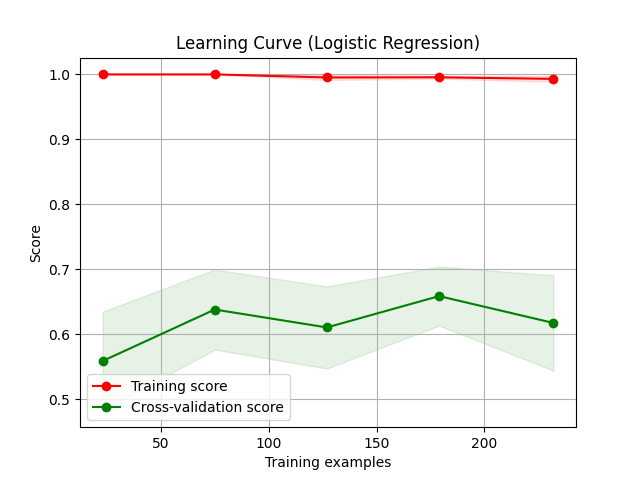 Learning Curve (Logistic Regression)
1.0
0.9
0.8
0.7
0.6
0.5
Score
Training score
Cross-validation score
50
100
150
200
Training examples